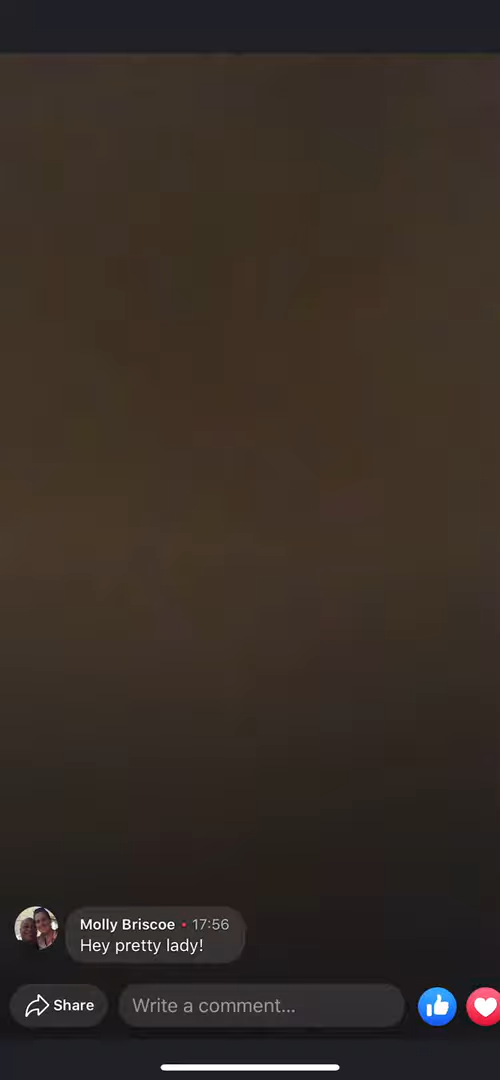 Molly Briscoe • 17:56
Hey pretty lady!
Share
Write a comment...